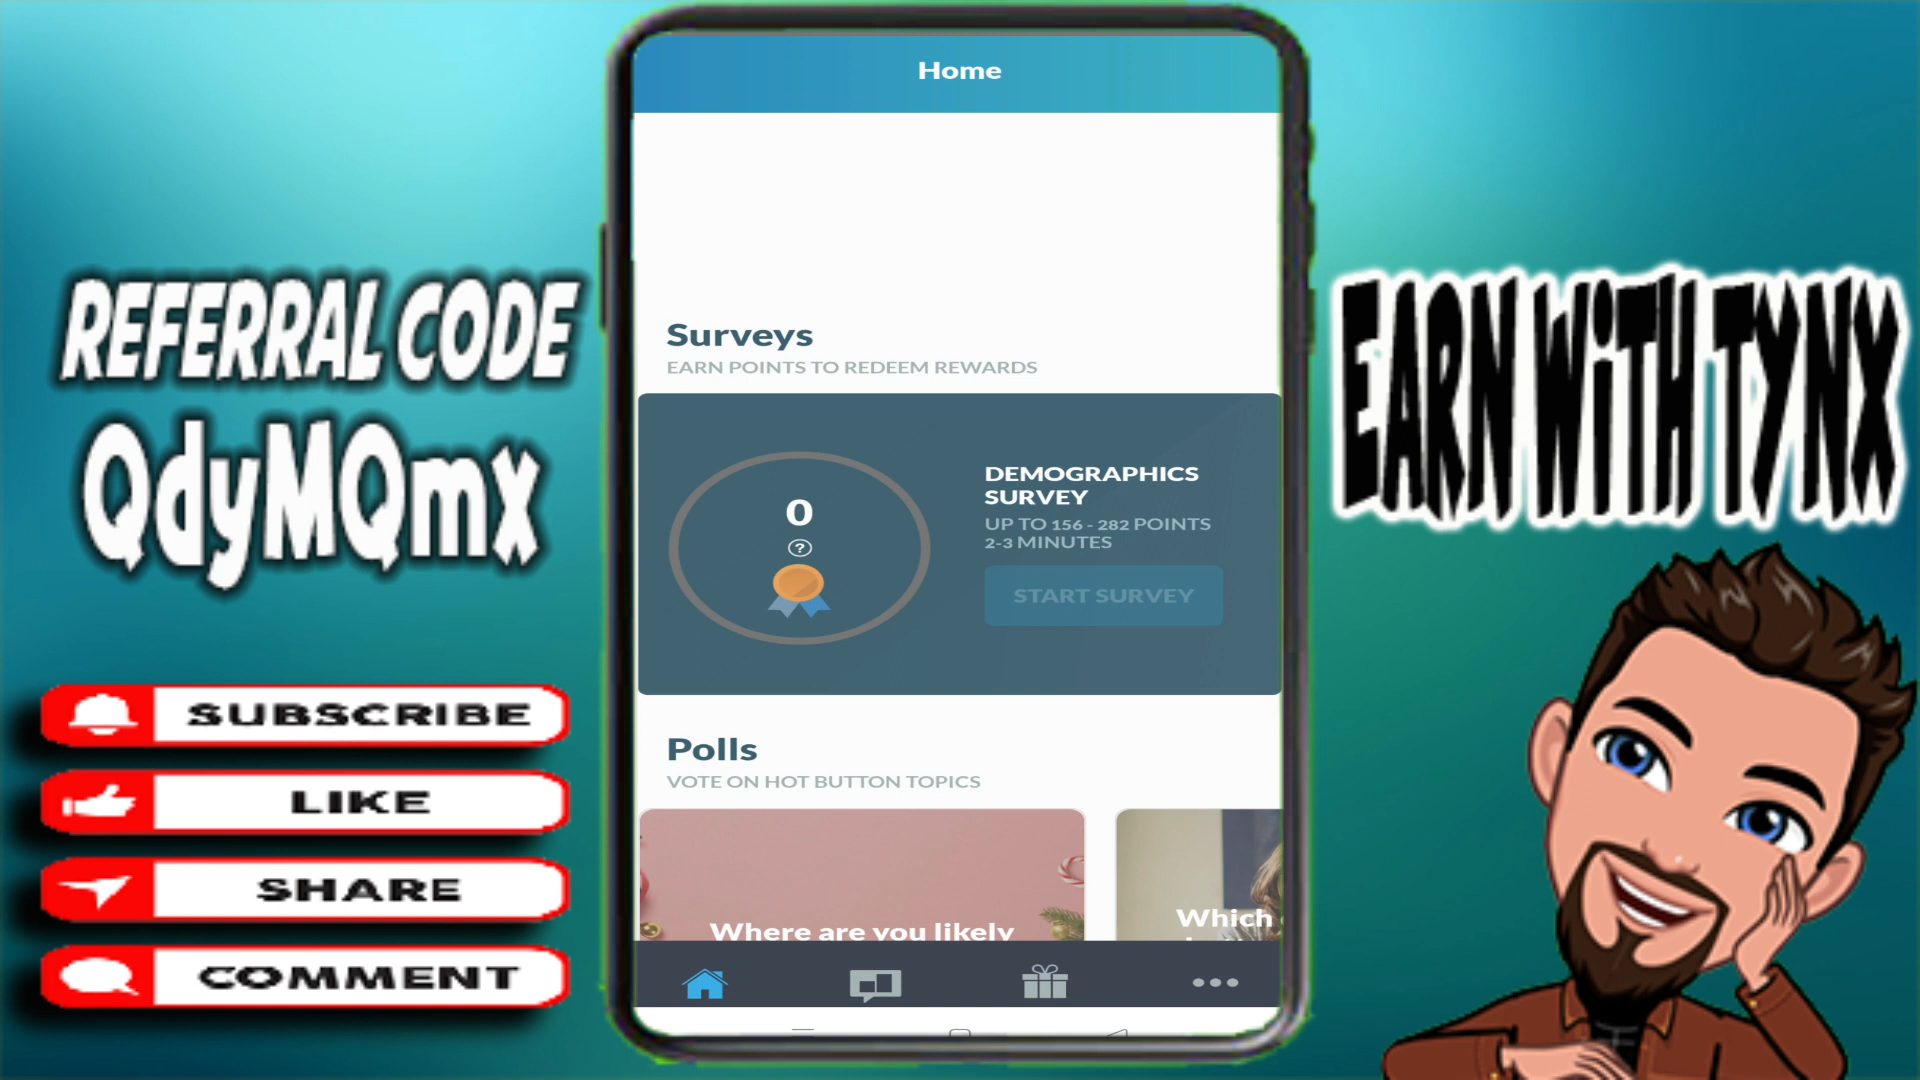 REFERRAL CODE
QdyMQmx
SUBSCRIBE
LIKE
SHARE
COMMENT
Home
Surveys
EARN POINTS TO REDEEM REWARDS
0
?
DEMOGRAPHICS
SURVEY
UP TO 156 - 282 POINTS
2-3 MINUTES
START SURVEY
Polls
VOTE ON HOT BUTTON TOPICS
Where are you likely
Which
EARN WiTH TYNX